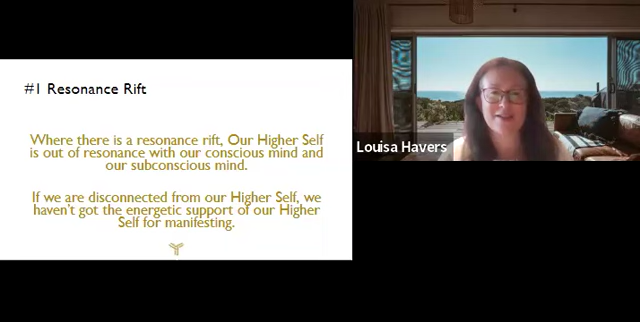 #1 Resonance Rift
Where there is a resonance rift, Our Higher Self
is out of resonance with our conscious mind and
our subconscious mind.
If we are disconnected from our Higher Self, we
haven't got the energetic support of our Higher
Self for manifesting.
Louisa Havers